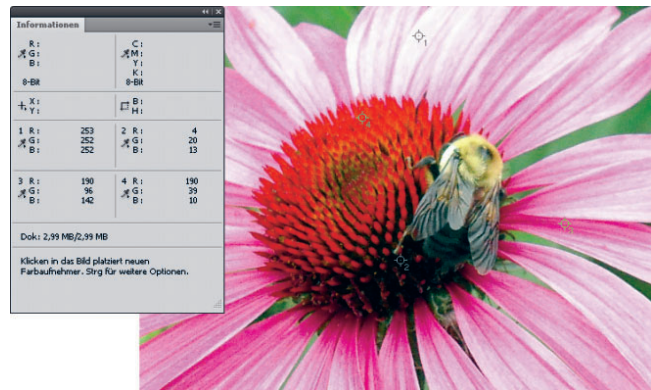 Informationen
R: C:
G: M:
B: Y:
K:
8-Bit 8-Bit
X: B:
Y: H:
1 R: 253 2 R: 4
G: 252 G: 20
B: 252 B: 13
3 R: 190 4 R: 190
G: 96 G: 39
B: 142 B: 10
Dok: 2,99 MB/2,99 MB
Klicken in das Bild platziert neuen
Farbaufnehmer. Strg für weitere Optionen.
1
2